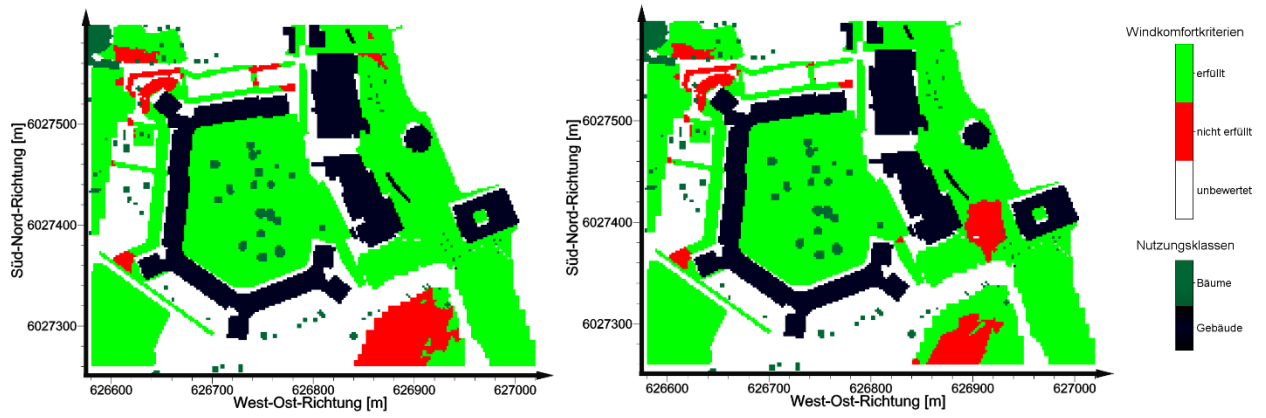 Süd-Nord-Richtung [m]
6027500
6027400
6027300
626600
626700
626800
626900
627000
West-Ost-Richtung [m]
Süd-Nord-Richtung [m]
6027500
6027400
6027300
626600
626700
626800
626900
627000
West-Ost-Richtung [m]
Windkomfortkriterien
erfüllt
nicht erfüllt
unbewertet
Nutzungsklassen
Bäume
Gebäude